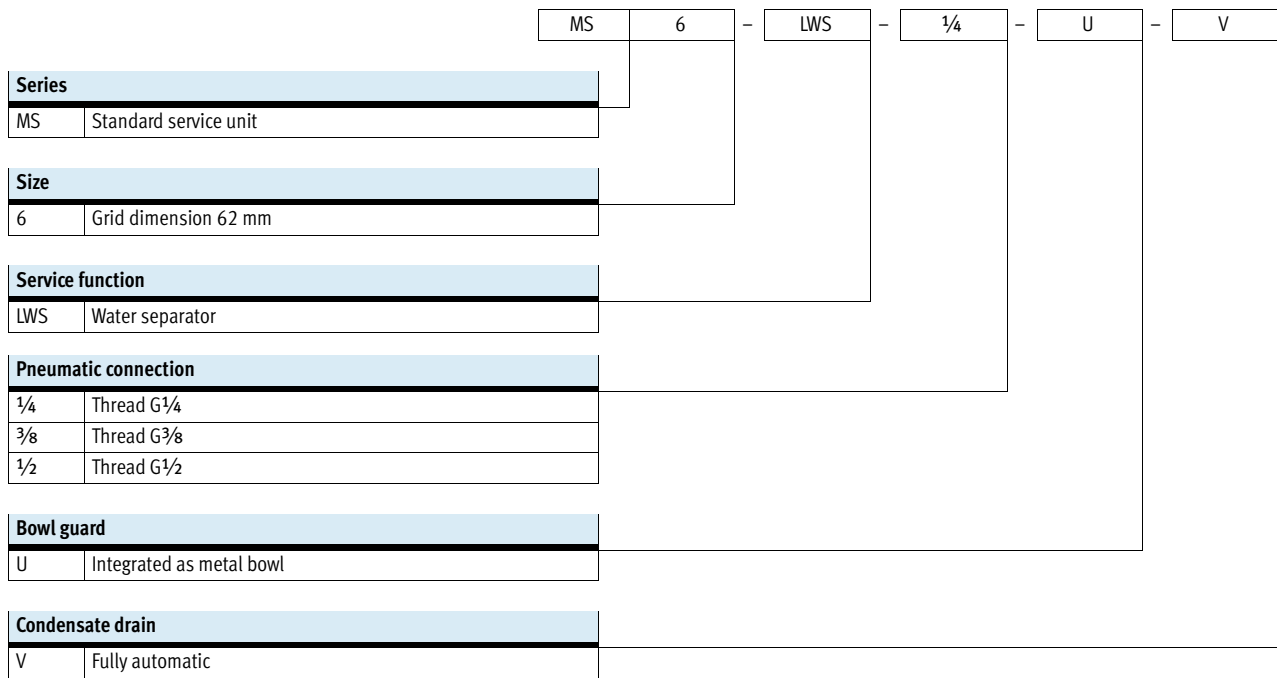 MS 6 – LWS – ¼ – U – V
Series
MS Standard service unit
Size
6 Grid dimension 62 mm
Service function
LWS Water separator
Pneumatic connection
¼ Thread G¼
⅜ Thread G⅜
½ Thread G½
Bowl guard
U Integrated as metal bowl
Condensate drain
V Fully automatic